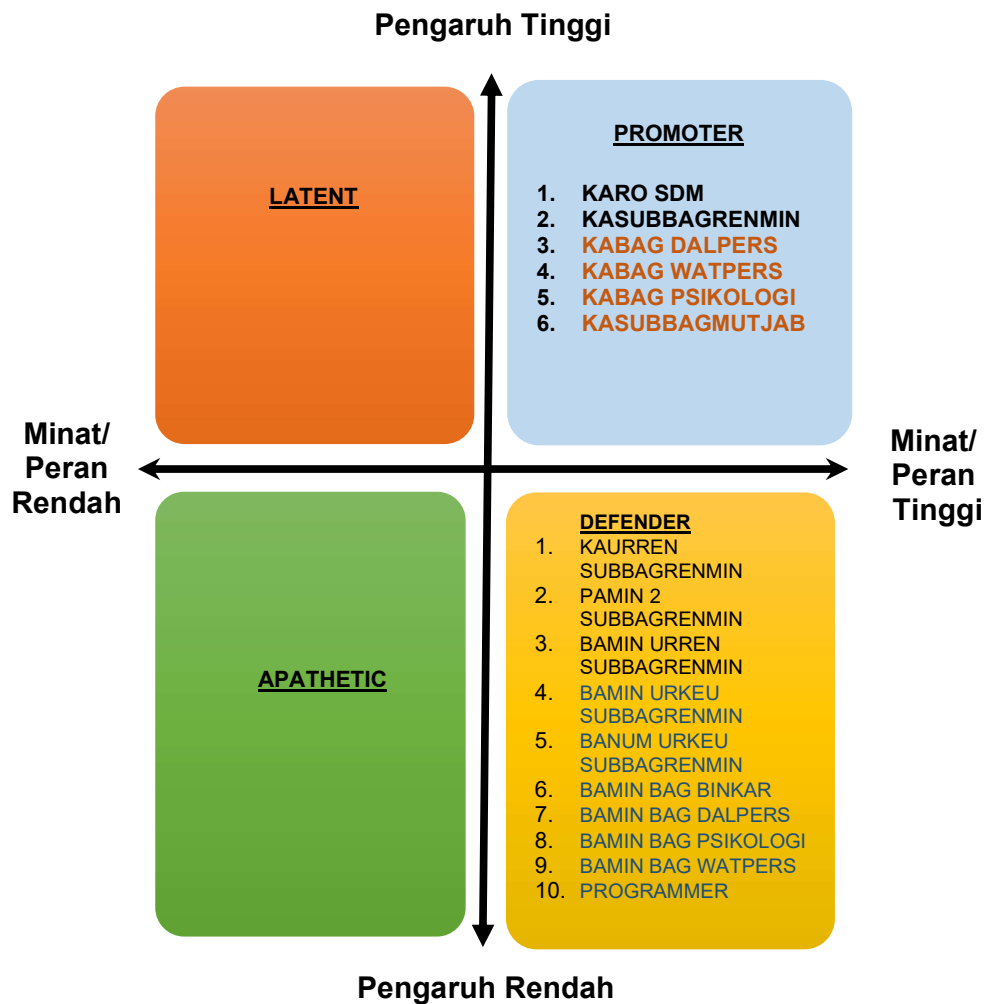 Pengaruh Tinggi
LATENT
PROMOTER
1. KARO SDM
2. KASUBBAGRENMIN
3. KABAG DALPERS
4. KABAG WATPERS
5. KABAG PSIKOLOGI
6. KASUBBAGMUTJAB
Minat/
Peran
Rendah
Minat/
Peran
Tinggi
APATHETIC
DEFENDER
1. KAURREN
SUBBAGRENMIN
2. PAMIN 2
SUBBAGRENMIN
3. BAMIN URREN
SUBBAGRENMIN
4. BAMIN URKEU
SUBBAGRENMIN
5. BANUM URKEU
SUBBAGRENMIN
6. BAMIN BAG BINKAR
7. BAMIN BAG DALPERS
8. BAMIN BAG PSIKOLOGI
9. BAMIN BAG WATPERS
10. PROGRAMMER
Pengaruh Rendah